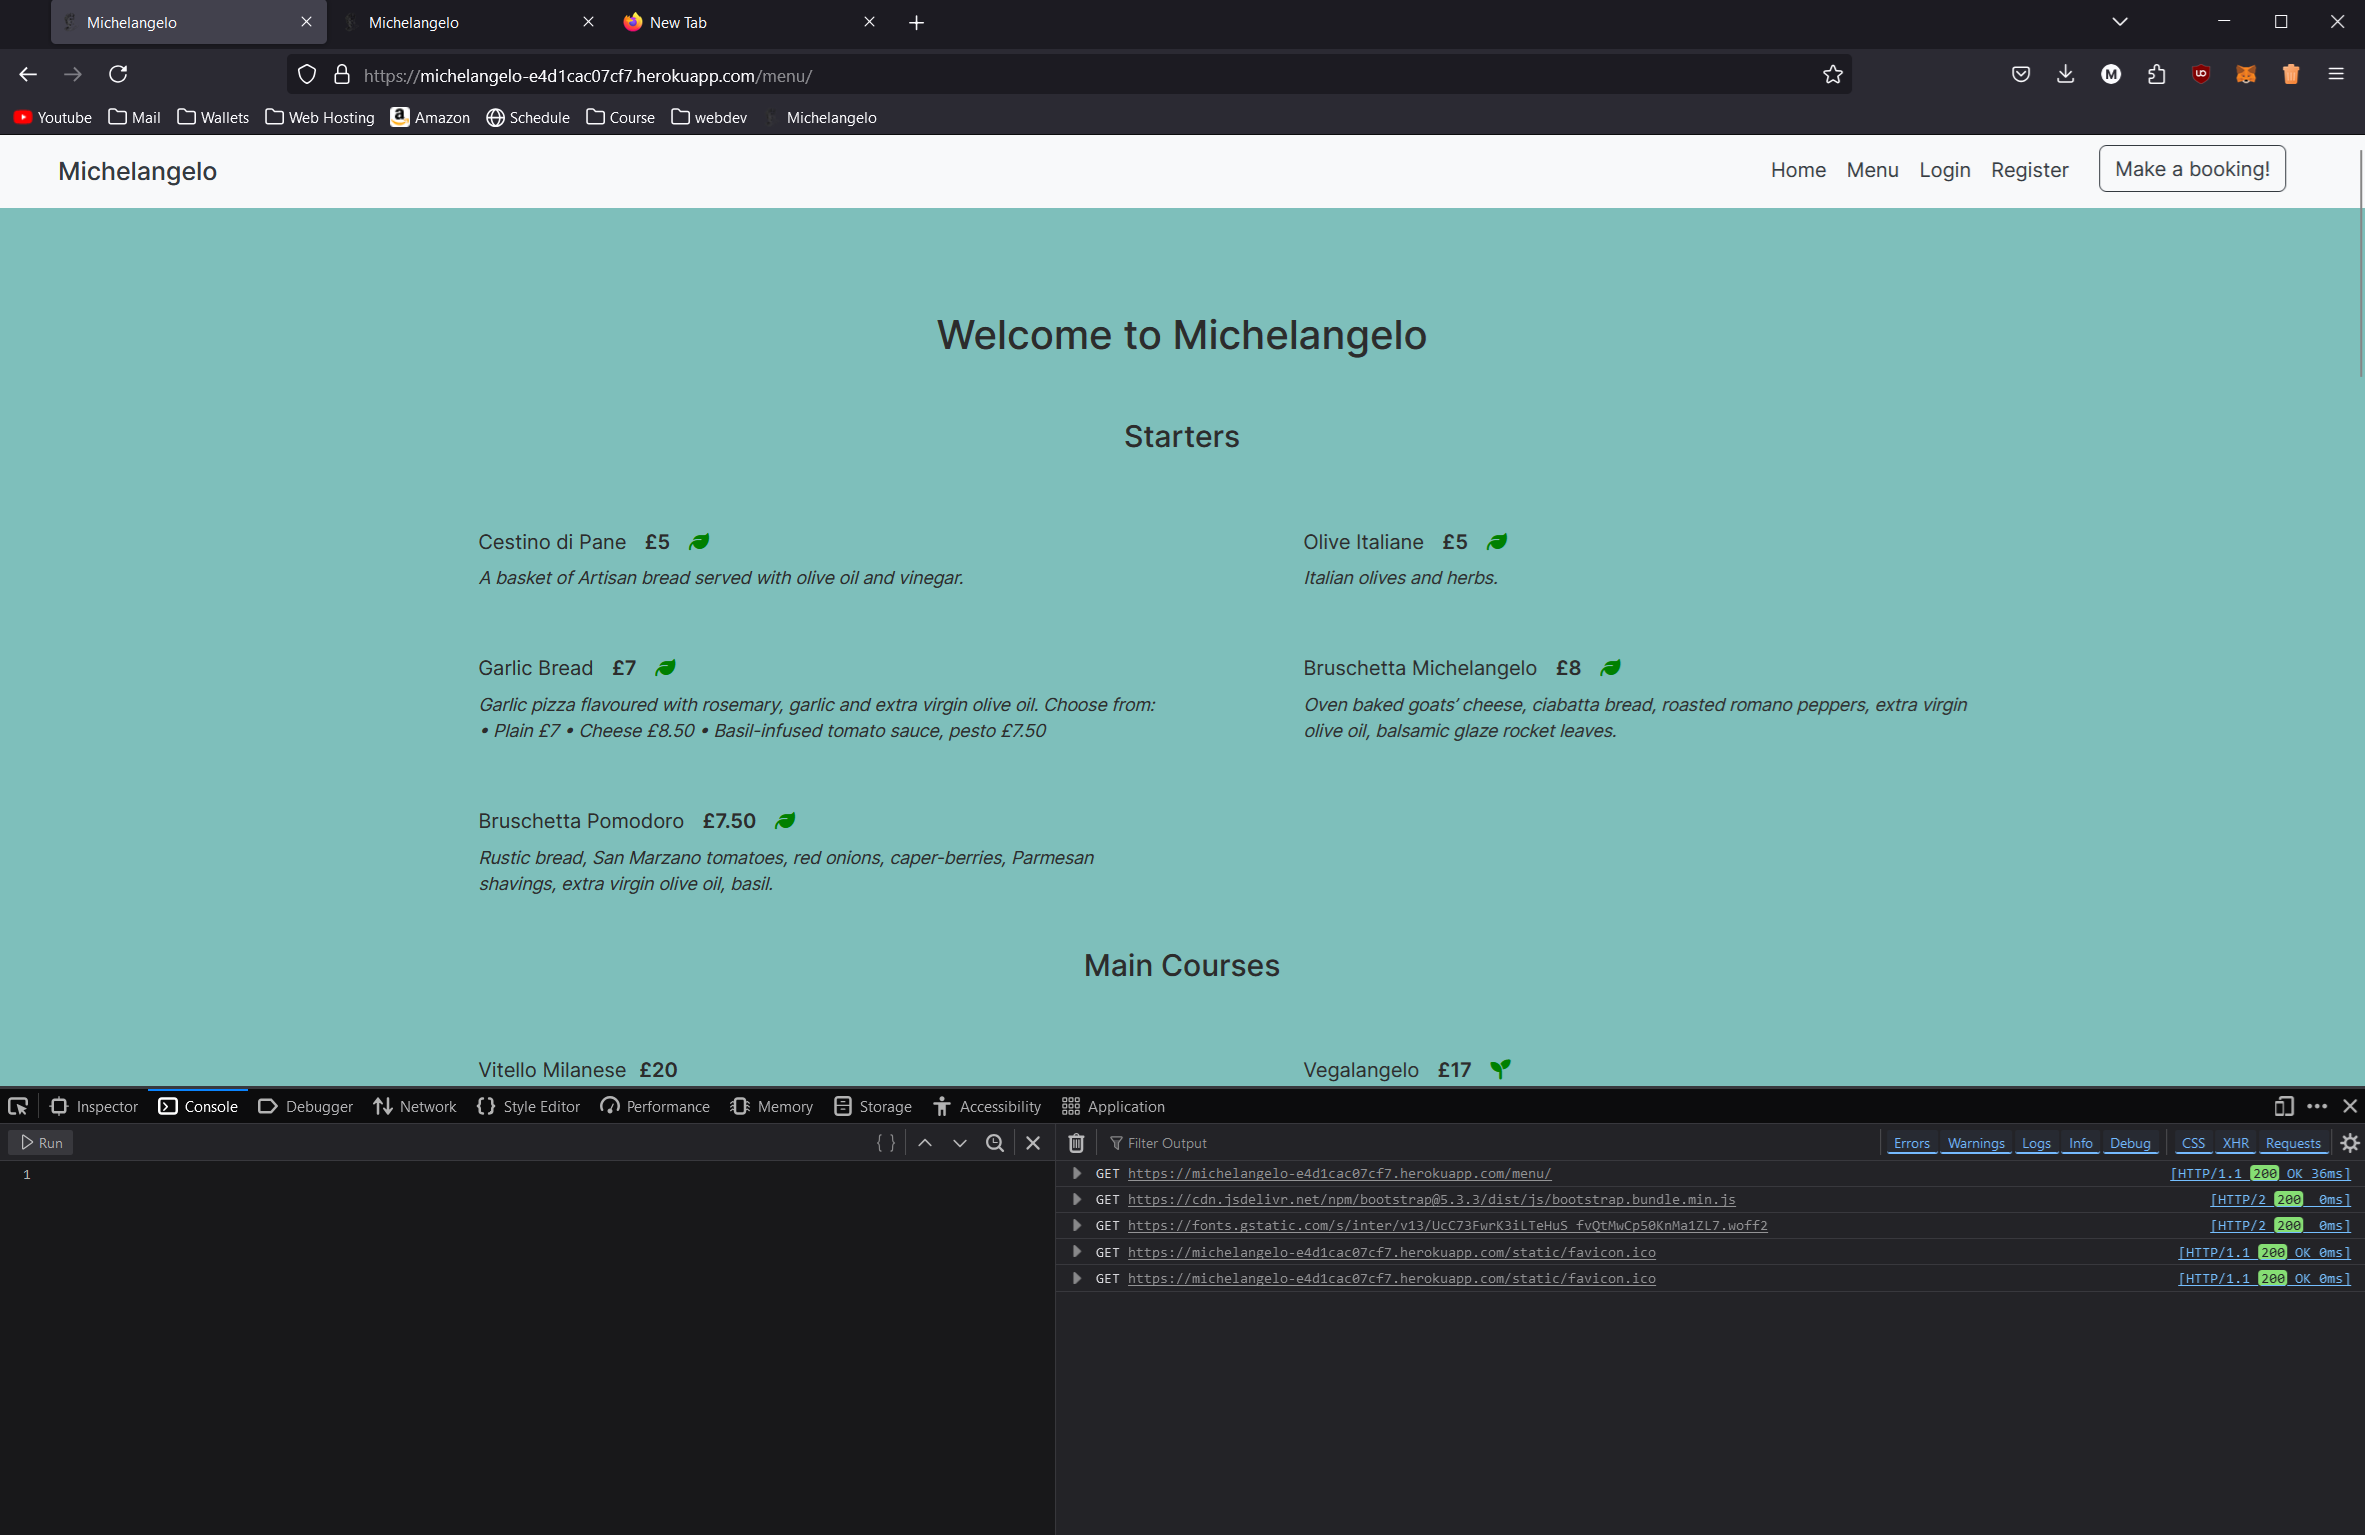 Michelangelo
Michelangelo
New Tab
https://michelangelo-e4d1cac07cf7.herokuapp.com/menu/
M
Youtube Mail Wallets Web Hosting a Amazon Schedule Course webdev Michelangelo
Michelangelo Home Menu Login Register Make a booking!
Welcome to Michelangelo
Starters
Cestino di Pane £5
A basket of Artisan bread served with olive oil and vinegar.
Olive Italiane £5
Italian olives and herbs.
Garlic Bread £7
Garlic pizza flavoured with rosemary, garlic and extra virgin olive oil. Choose from:
• Plain £7 • Cheese £8.50 • Basil-infused tomato sauce, pesto £7.50
Bruschetta Michelangelo £8
Oven baked goats’ cheese, ciabatta bread, roasted romano peppers, extra virgin
olive oil, balsamic glaze rocket leaves.
Bruschetta Pomodoro £7.50
Rustic bread, San Marzano tomatoes, red onions, caper-berries, Parmesan
shavings, extra virgin olive oil, basil.
Main Courses
Vitello Milanese £20
Vegalangelo £17
Inspector Console Debugger Network Style Editor Performance Memory Storage Accessibility Application
Run
1
Filter Output Errors Warnings Logs Info Debug CSS XHR Requests
GET https://michelangelo-e4d1cac07cf7.herokuapp.com/menu/ [HTTP/1.1 200 OK 36ms]
GET https://cdn.jsdelivr.net/npm/bootstrap@5.3.3/dist/js/bootstrap.bundle.min.js [HTTP/2 200 0ms]
GET https://fonts.gstatic.com/s/inter/v13/UcC73FwrK3iLTeHuS_fvQtMwCp50KnMa1ZL7.woff2 [HTTP/2 200 0ms]
GET https://michelangelo-e4d1cac07cf7.herokuapp.com/static/favicon.ico [HTTP/1.1 200 OK 0ms]
GET https://michelangelo-e4d1cac07cf7.herokuapp.com/static/favicon.ico [HTTP/1.1 200 OK 0ms]